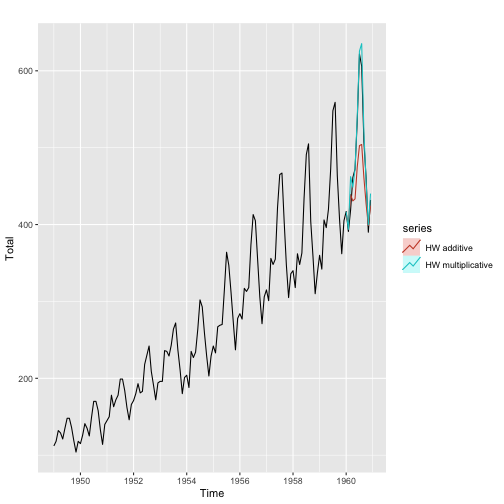 600
400
200
Total
1950
1952
1954
1956
1958
1960
Time
series
HW additive
HW multiplicative